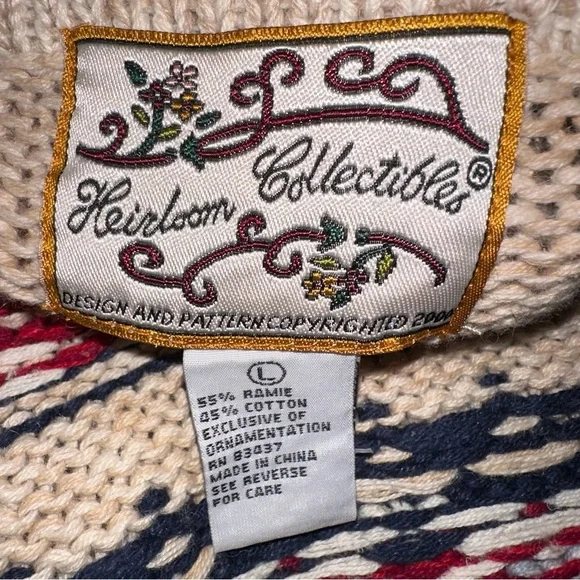 Heirloom Collectibles®
DESIGN AND PATTERN COPYRIGHTED 2000
L
55% RAMIE
45% COTTON
EXCLUSIVE OF
ORNAMENTATION
RN 83437
MADE IN CHINA
SEE REVERSE
FOR CARE